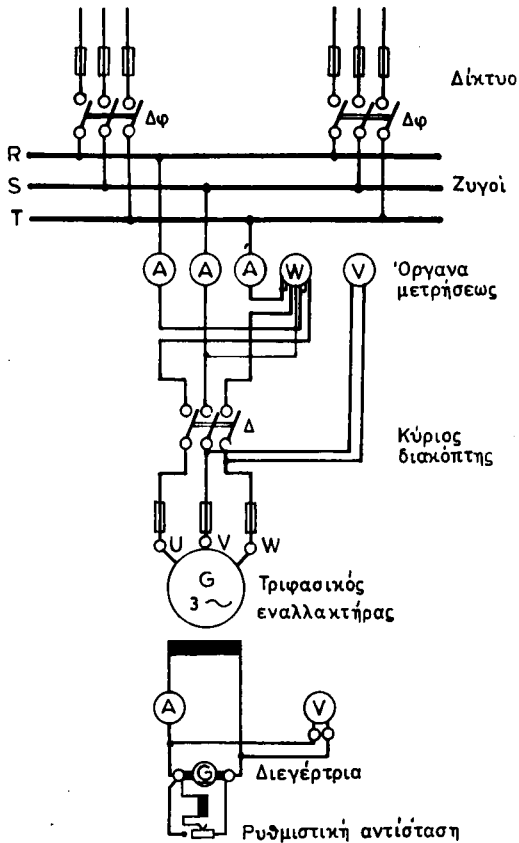 Δίκτυο
Δφ Δφ
R
S Ζυγοί
T
A A A W V Όργανα
μετρήσεως
Δ
Κύριος
διακόπτης
U V W
G
3 ~
Τριφασικός
εναλλακτήρας
A V
G Διεγέρτρια
Ρυθμιστική αντίσταση